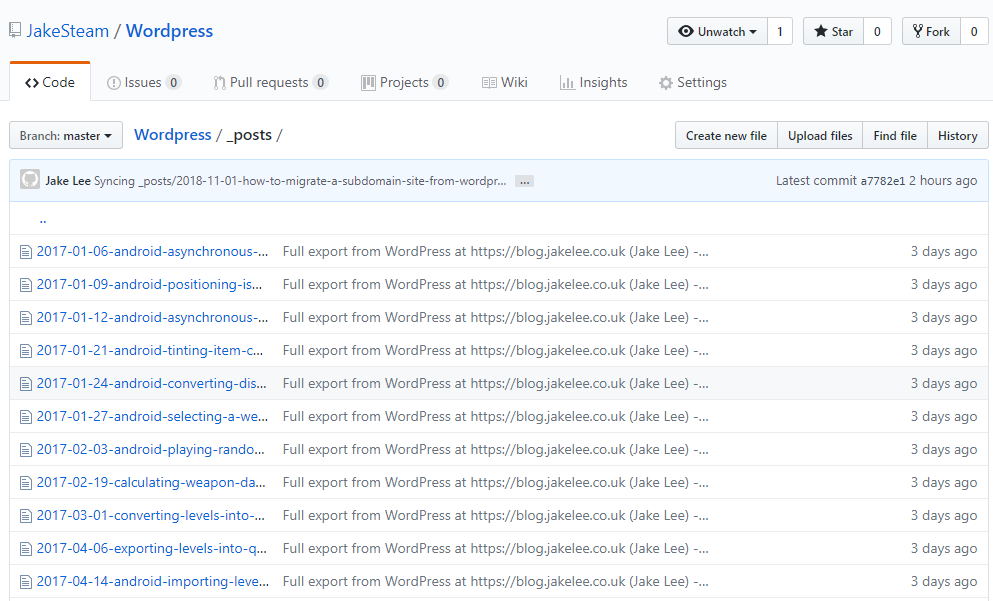 JakeSteam / Wordpress Unwatch 1 Star 0 Fork 0
Code Issues 0 Pull requests 0 Projects 0 Wiki Insights Settings
Branch: master Wordpress / _posts / Create new file Upload files Find file History
Jake Lee Syncing _posts/2018-11-01-how-to-migrate-a-subdomain-site-from-wordpr... ... Latest commit a7782e1 2 hours ago
..
2017-01-06-android-asynchronous-... Full export from WordPress at https://blog.jakelee.co.uk (Jake Lee) -... 3 days ago
2017-01-09-android-positioning-is... Full export from WordPress at https://blog.jakelee.co.uk (Jake Lee) -... 3 days ago
2017-01-12-android-asynchronous-... Full export from WordPress at https://blog.jakelee.co.uk (Jake Lee) -... 3 days ago
2017-01-21-android-tinting-item-c... Full export from WordPress at https://blog.jakelee.co.uk (Jake Lee) -... 3 days ago
2017-01-24-android-converting-dis... Full export from WordPress at https://blog.jakelee.co.uk (Jake Lee) -... 3 days ago
2017-01-27-android-selecting-a-we... Full export from WordPress at https://blog.jakelee.co.uk (Jake Lee) -... 3 days ago
2017-02-03-android-playing-rando... Full export from WordPress at https://blog.jakelee.co.uk (Jake Lee) -... 3 days ago
2017-02-19-calculating-weapon-da... Full export from WordPress at https://blog.jakelee.co.uk (Jake Lee) -... 3 days ago
2017-03-01-converting-levels-into-... Full export from WordPress at https://blog.jakelee.co.uk (Jake Lee) -... 3 days ago
2017-04-06-exporting-levels-into-q... Full export from WordPress at https://blog.jakelee.co.uk (Jake Lee) -... 3 days ago
2017-04-14-android-importing-leve... Full export from WordPress at https://blog.jakelee.co.uk (Jake Lee) -... 3 days ago